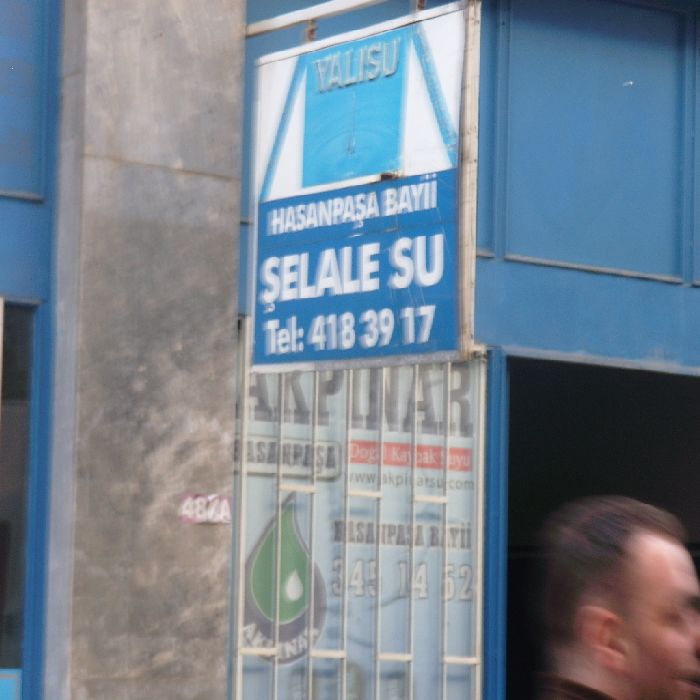 YALISU
HASANPAŞA BAYİİ
ŞELALE SU
Tel: 418 39 17
AKPINAR
HASANPAŞA
Doğal Kaynak Suyu
www.akpinarsu.com
HASANPAŞA BAYİİ
345 14 52
AKPINAR